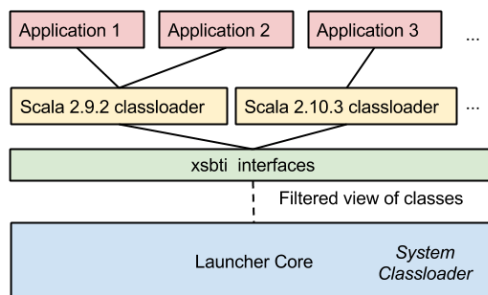 Application 1
Application 2
Application 3
...
Scala 2.9.2 classloader
Scala 2.10.3 classloader
...
xsbti interfaces
Filtered view of classes
Launcher Core
System
Classloader